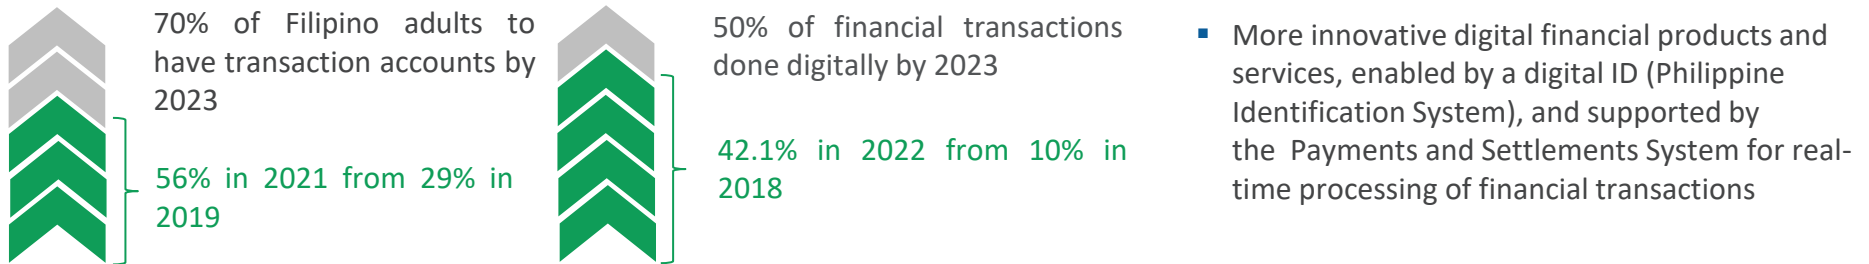 70% of Filipino adults to
have transaction accounts by
2023
56% in 2021 from 29% in
2019
50% of financial transactions
done digitally by 2023
42.1% in 2022 from 10% in
2018
▪ More innovative digital financial products and
services, enabled by a digital ID (Philippine
Identification System), and supported by
the Payments and Settlements System for real-
time processing of financial transactions